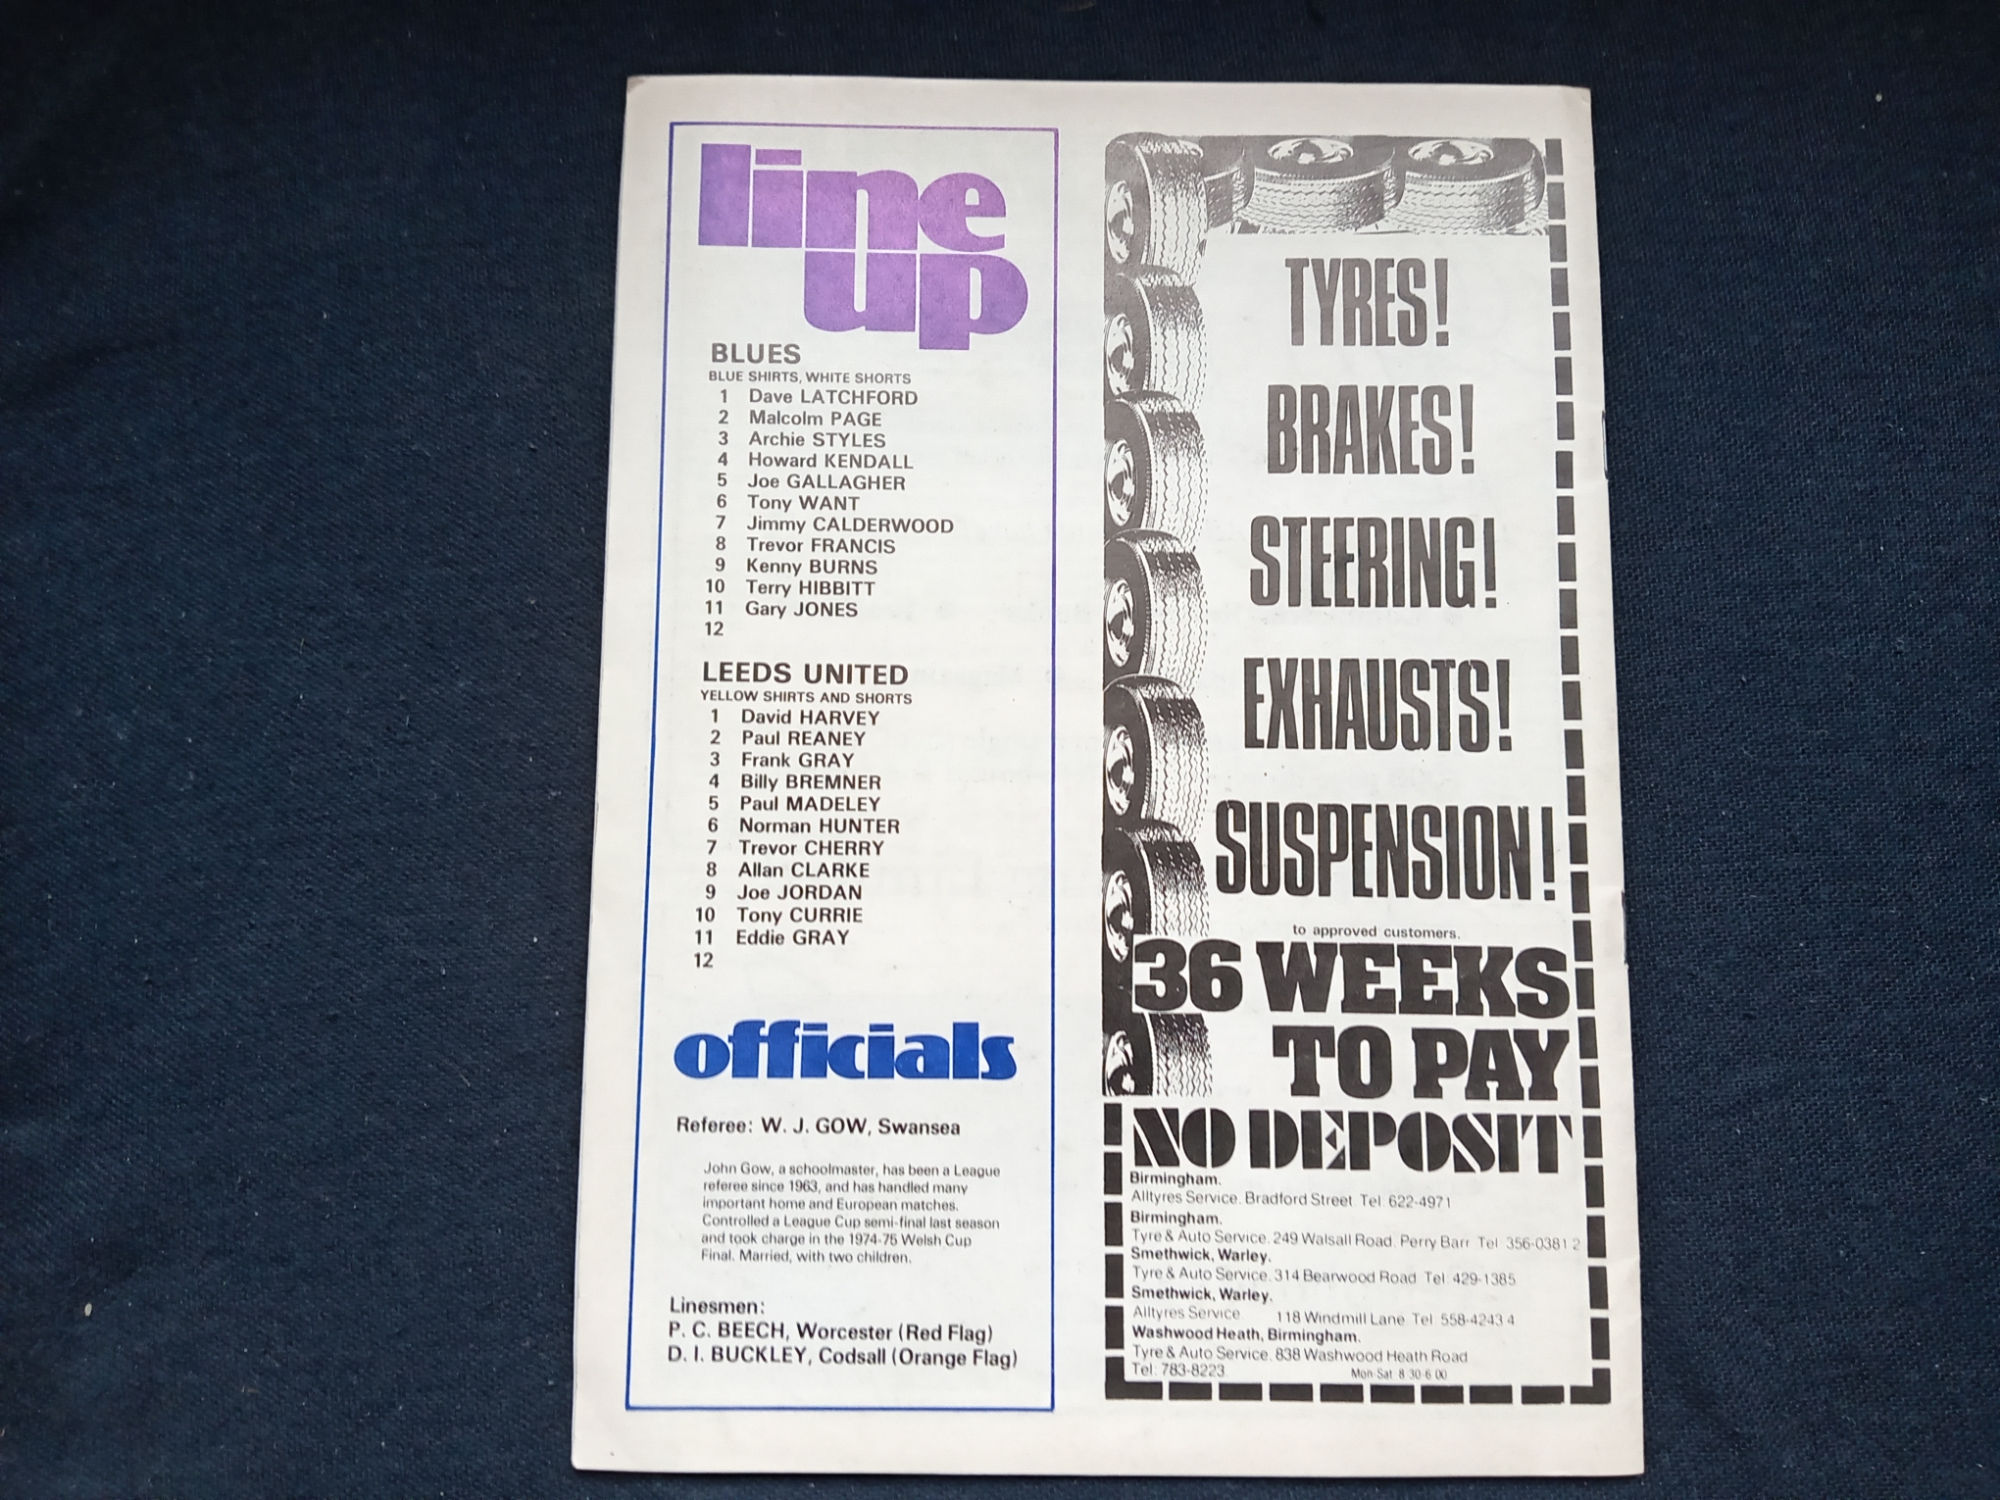 line
up
BLUES
BLUE SHIRTS, WHITE SHORTS
1 Dave LATCHFORD
2 Malcolm PAGE
3 Archie STYLES
4 Howard KENDALL
5 Joe GALLAGHER
6 Tony WANT
7 Jimmy CALDERWOOD
8 Trevor FRANCIS
9 Kenny BURNS
10 Terry HIBBITT
11 Gary JONES
12
LEEDS UNITED
YELLOW SHIRTS AND SHORTS
1 David HARVEY
2 Paul REANEY
3 Frank GRAY
4 Billy BREMNER
5 Paul MADELEY
6 Norman HUNTER
7 Trevor CHERRY
8 Allan CLARKE
9 Joe JORDAN
10 Tony CURRIE
11 Eddie GRAY
12
officials
Referee: W. J. GOW, Swansea
John Gow, a schoolmaster, has been a League
referee since 1963, and has handled many
important home and European matches.
Controlled a League Cup semi-final last season
and took charge in the 1974-75 Welsh Cup
Final. Married, with two children.
Linesmen:
P. C. BEECH, Worcester (Red Flag)
D. I. BUCKLEY, Codsall (Orange Flag)
TYRES!
BRAKES!
STEERING!
EXHAUSTS!
SUSPENSION!
to approved customers.
36 WEEKS
TO PAY
NO DEPOSIT
Birmingham.
Alltyres Service. Bradford Street. Tel: 622-4971
Birmingham.
Tyre & Auto Service. 249 Walsall Road. Perry Barr. Tel: 356-0381 2
Smethwick, Warley.
Tyre & Auto Service. 314 Bearwood Road. Tel: 429-1385
Smethwick, Warley.
Alltyres Service. 118 Windmill Lane Tel: 558-4243 4
Washwood Heath, Birmingham.
Tyre & Auto Service. 838 Washwood Heath Road
Tel: 783-8223. Mon-Sat 8-30-6.00